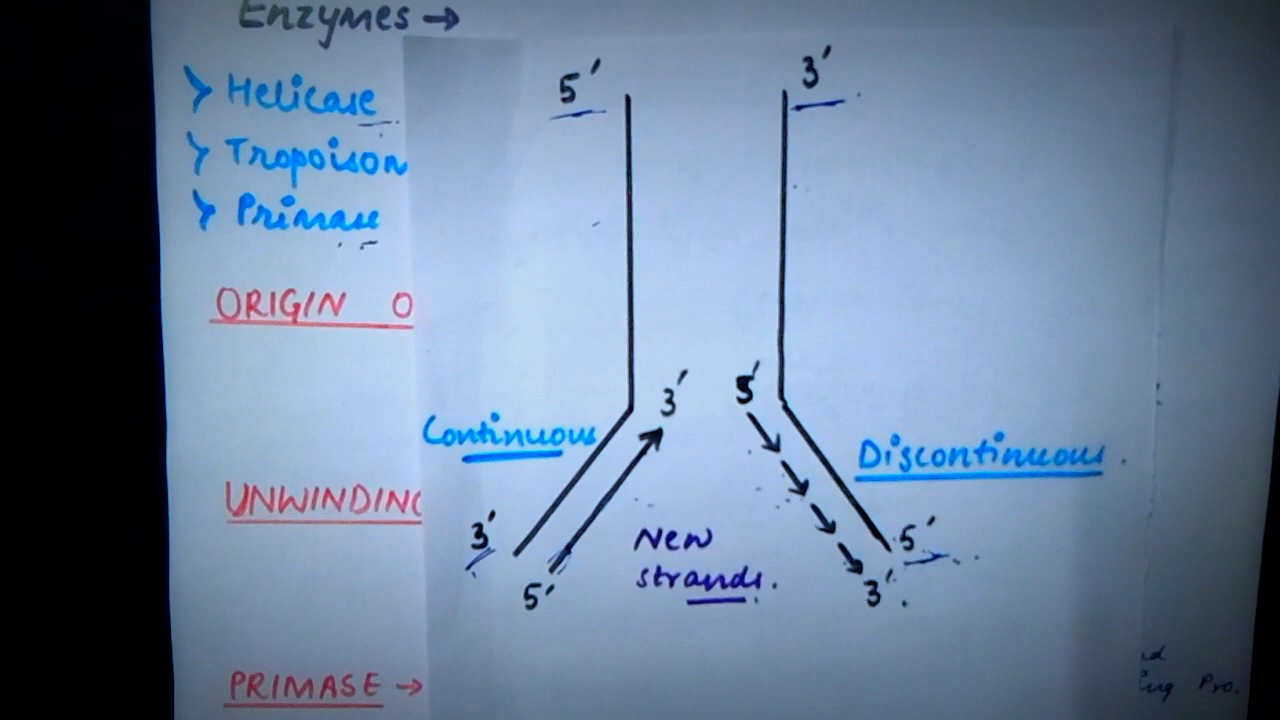 Enzymes →
> Helicase
> Tropoison
> Primase
ORIGIN O
UNWINDING
PRIMASE →
5′ 3′
3′ 5′
Continuous
Discontinuous.
3′ 5′
5′ 3′.
New
strands.
Pro.